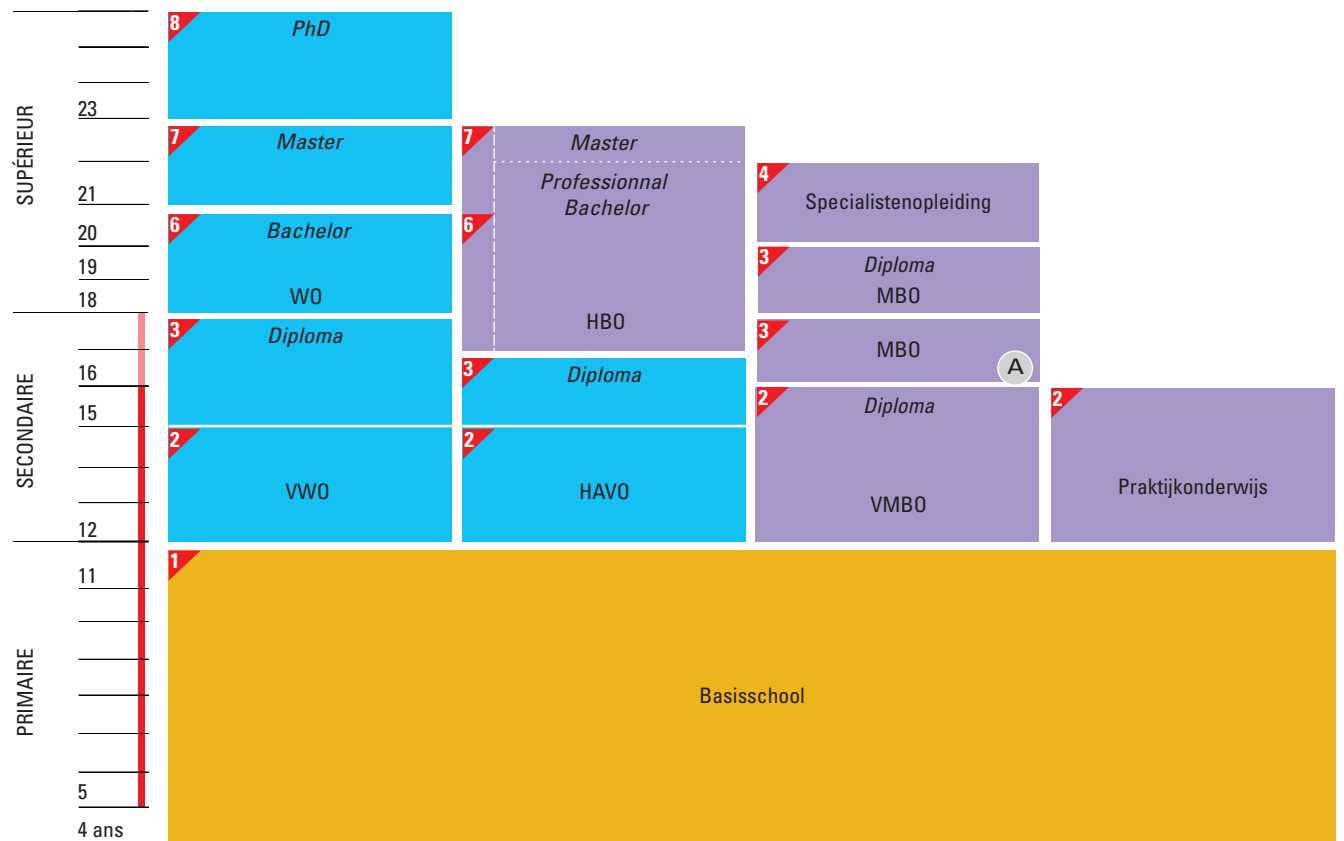 SUPÉRIEUR
SECONDAIRE
PRIMAIRE
23
21
20
19
18
16
15
12
11
5
4 ans
8
PhD
7
Master
6
Bachelor
WO
3
Diploma
2
VWO
7
Master
Professionnal
Bachelor
6
HBO
3
Diploma
2
HAVO
4
Specialistenopleiding
3
Diploma
MBO
3
MBO
A
2
Diploma
VMBO
2
Praktijkonderwijs
1
Basisschool